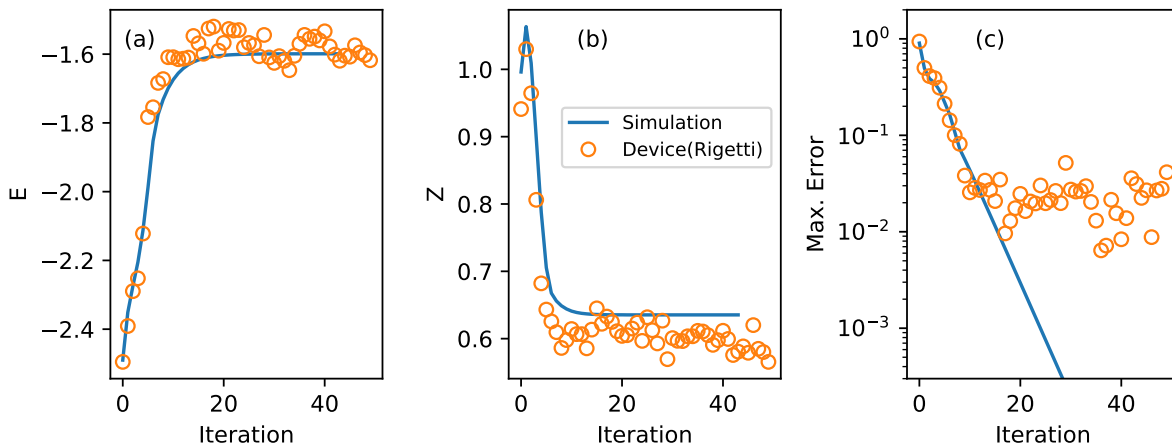 (a)
E
−1.6
−1.8
−2.0
−2.2
−2.4
0
20
40
Iteration
(b)
Z
1.0
0.9
0.8
0.7
0.6
Simulation
Device(Rigetti)
0
20
40
Iteration
(c)
Max. Error
10⁰
10⁻¹
10⁻²
10⁻³
0
20
40
Iteration